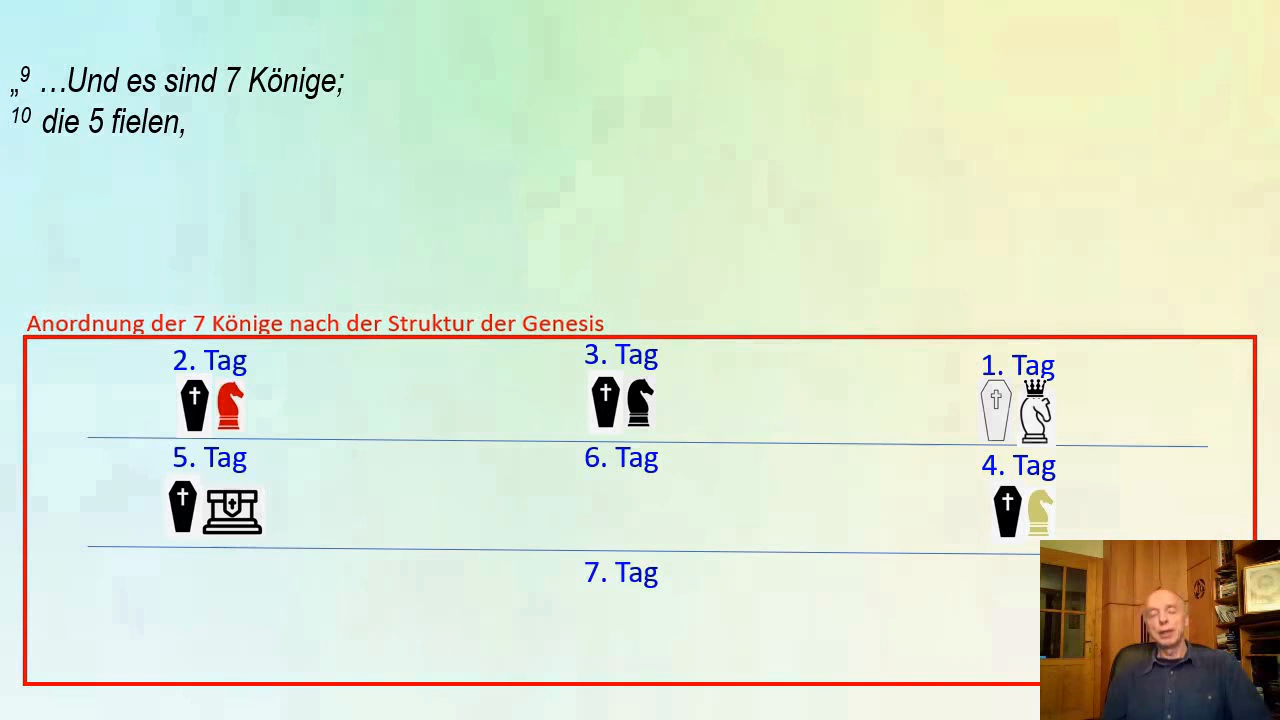 „9 …Und es sind 7 Könige;
10 die 5 fielen,
Anordnung der 7 Könige nach der Struktur der Genesis
2. Tag
3. Tag
1. Tag
5. Tag
6. Tag
4. Tag
7. Tag